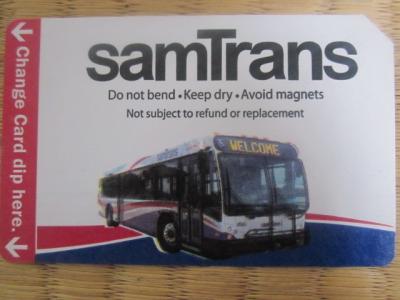 samTrans
Do not bend • Keep dry • Avoid magnets
Not subject to refund or replacement
Change Card dip here.
WELCOME
samTrans